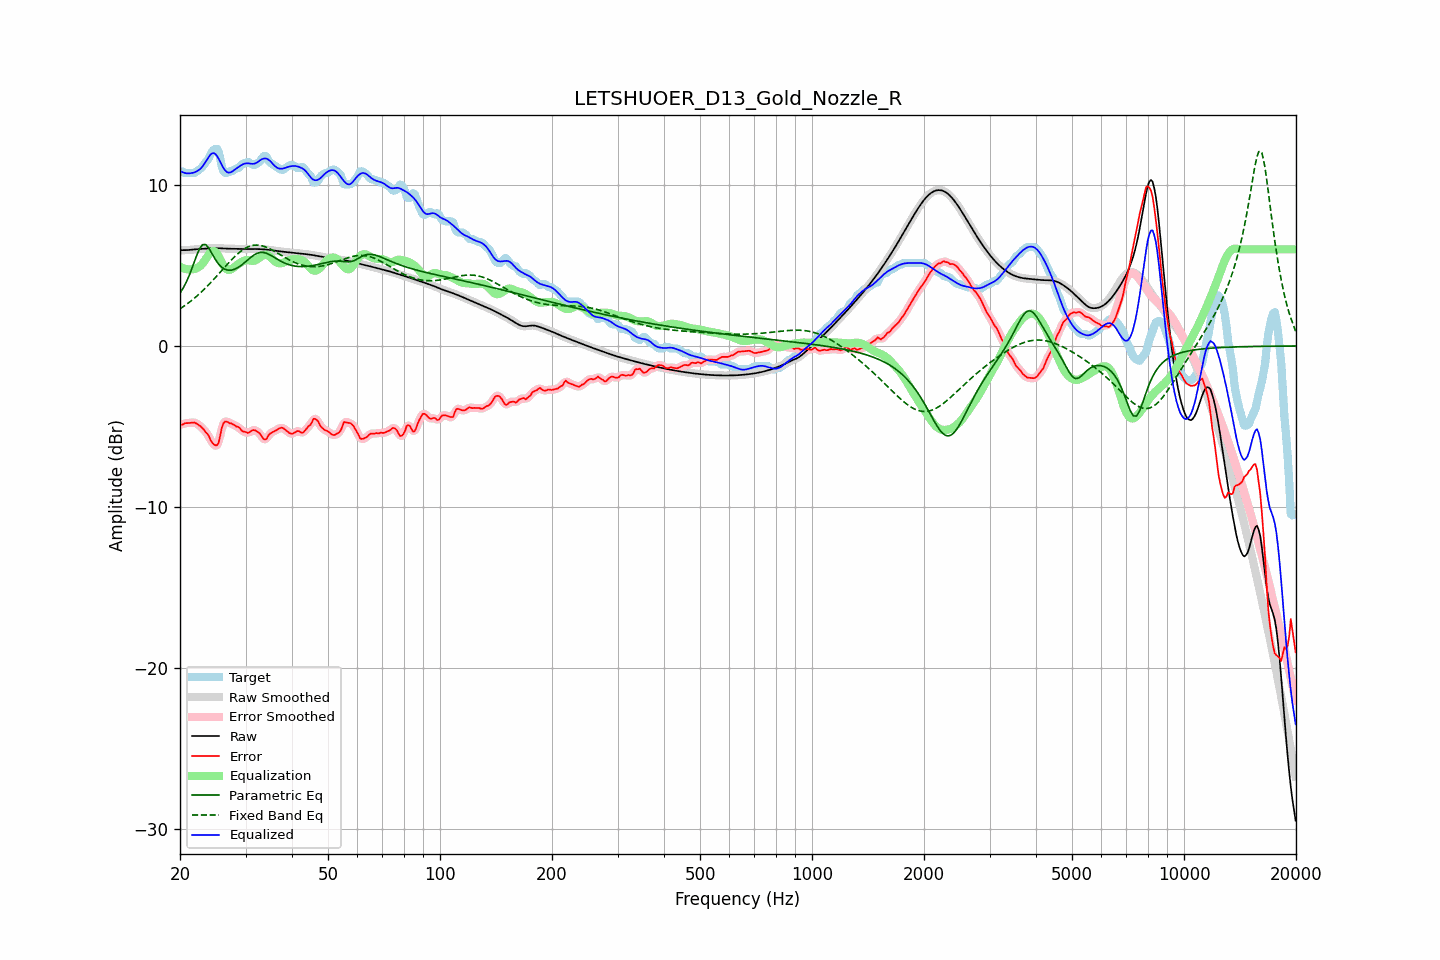 LETSHUOER_D13_Gold_Nozzle_R
10
0
−10
−20
−30
Amplitude (dBr)
Target
Raw Smoothed
Error Smoothed
Raw
Error
Equalization
Parametric Eq
Fixed Band Eq
Equalized
20 50 100 200 500 1000 2000 5000 10000 20000
Frequency (Hz)